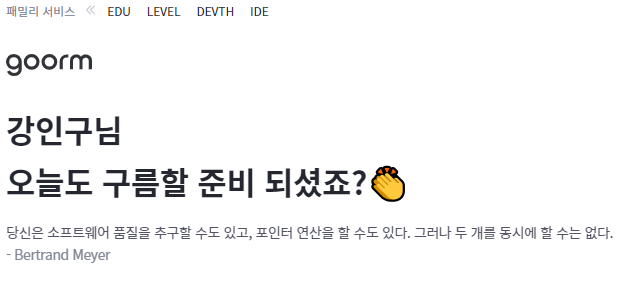 패밀리 서비스 EDU LEVEL DEVTH IDE
goorm
강인구님
오늘도 구름할 준비 되셨죠?
당신은 소프트웨어 품질을 추구할 수도 있고, 포인터 연산을 할 수도 있다. 그러나 두 개를 동시에 할 수는 없다.
- Bertrand Meyer